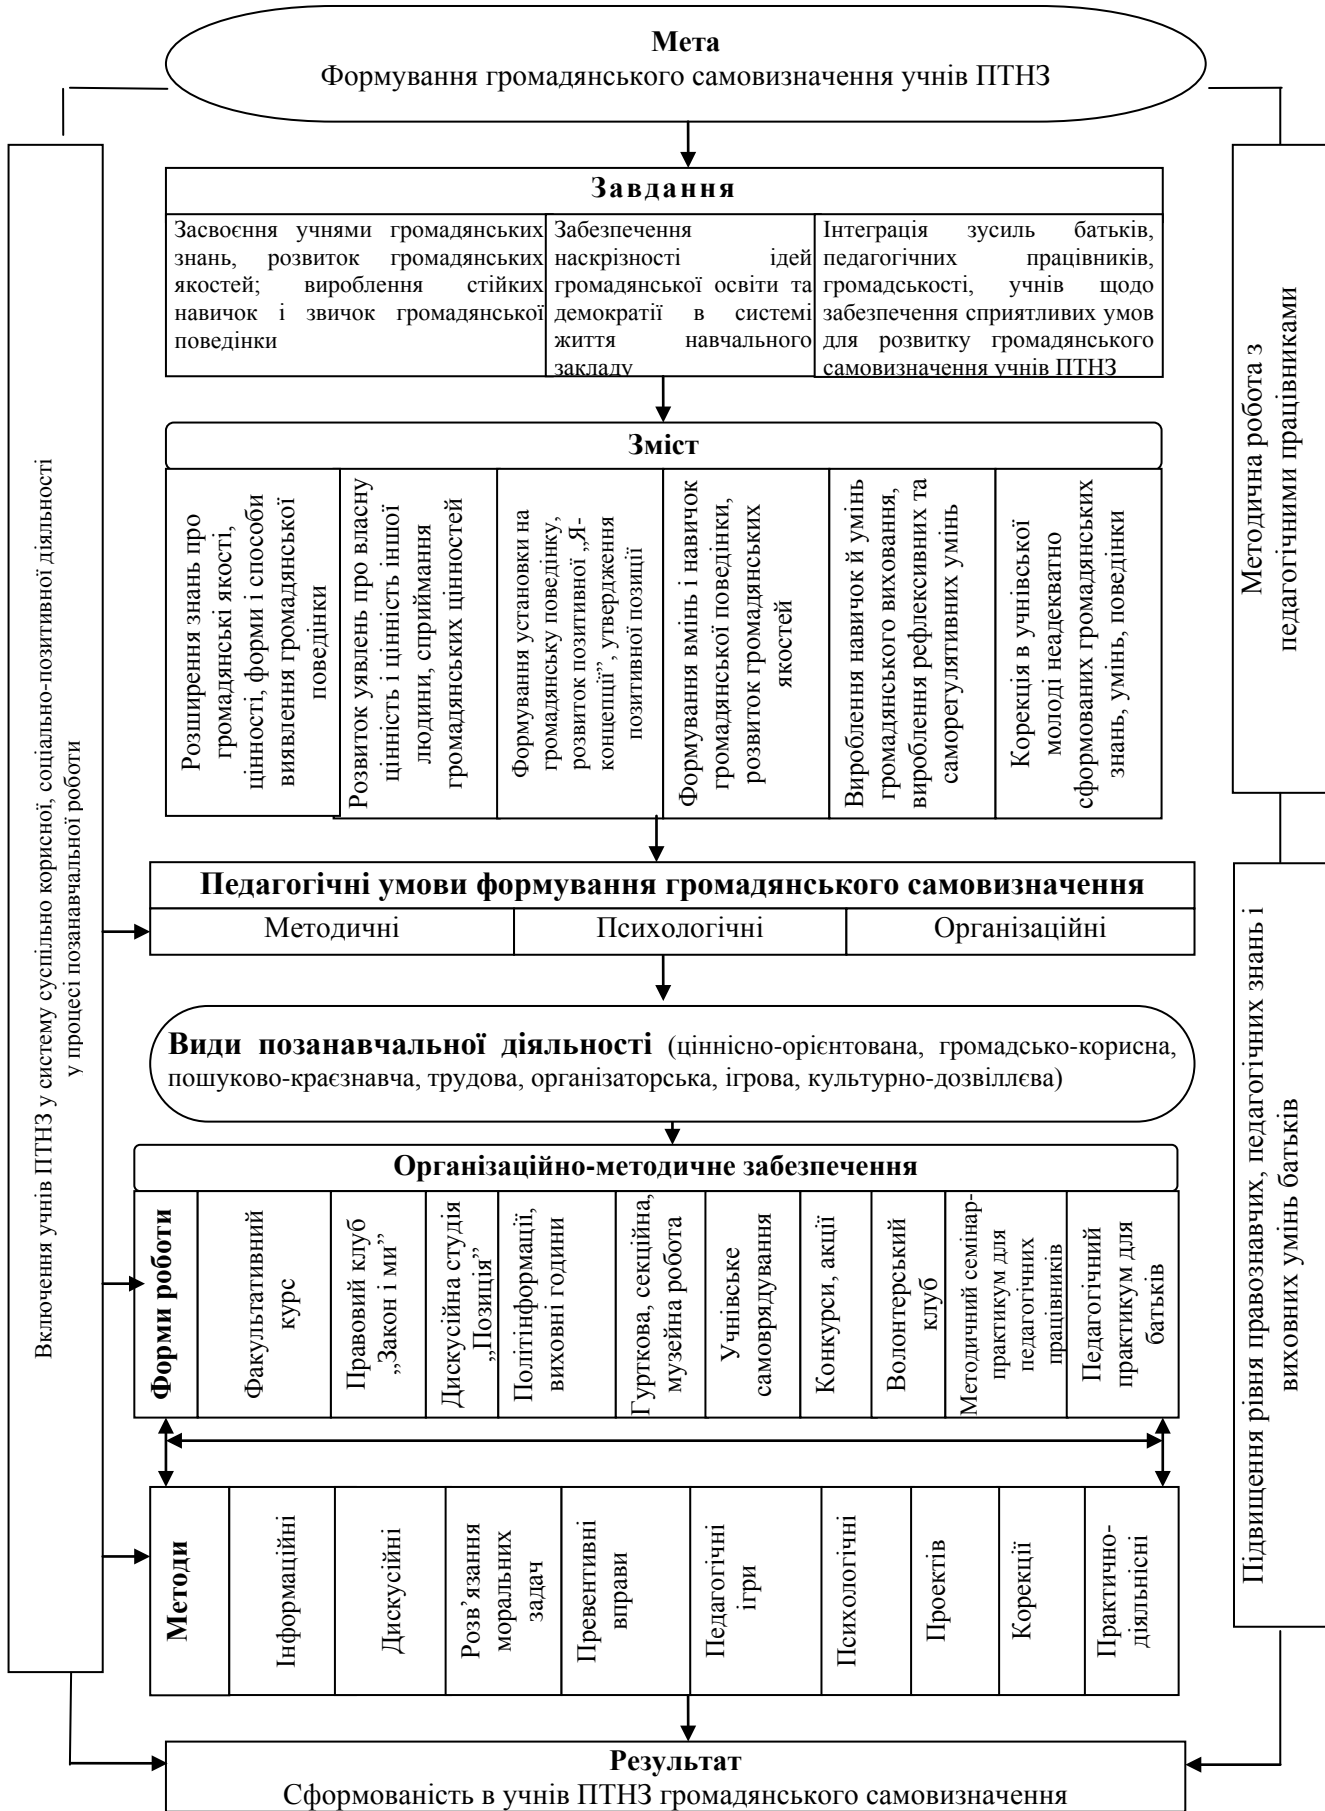 Мета
Формування громадянського самовизначення учнів ПТНЗ
Включення учнів ПТНЗ у систему суспільно корисної, соціально-позитивної діяльності
у процесі позанавчальної роботи
Завдання
Засвоєння учнями громадянських
знань, розвиток громадянських
якостей; вироблення стійких
навичок і звичок громадянської
поведінки
Забезпечення
наскрізності ідей
громадянської освіти та
демократії в системі
життя навчального
закладу
Інтеграція зусиль батьків,
педагогічних працівників,
громадськості, учнів щодо
забезпечення сприятливих умов
для розвитку громадянського
самовизначення учнів ПТНЗ
Методична робота з
педагогічними працівниками
Зміст
Розширення знань про
громадянські якості,
цінності, форми і способи
виявлення громадянської
поведінки
Розвиток уявлень про власну
цінність і цінність іншої
людини, сприймання
громадянських цінностей
Формування установки на
громадянську поведінку,
розвиток позитивної „Я-
концепції”, утвердження
позитивної позиції
Формування вмінь і навичок
громадянської поведінки,
розвиток громадянських
якостей
Вироблення навичок й умінь
громадянського виховання,
вироблення рефлексивних та
саморегулятивних умінь
Корекція в учнівської
молоді неадекватно
сформованих громадянських
знань, умінь, поведінки
Педагогічні умови формування громадянського самовизначення
Методичні
Психологічні
Організаційні
Підвищення рівня правознавчих, педагогічних знань і
виховних умінь батьків
Види позанавчальної діяльності (ціннісно-орієнтована, громадсько-корисна,
пошуково-краєзнавча, трудова, організаторська, ігрова, культурно-дозвіллєва)
Організаційно-методичне забезпечення
Форми роботи
Факультативний
курс
Правовий клуб
„Закон і ми”
Дискусійна студія
„Позиція”
Політінформації,
виховні години
Гурткова, секційна,
музейна робота
Учнівське
самоврядування
Конкурси, акції
Волонтерський
клуб
Методичний семінар-
практикум для
педагогічних
працівників
Педагогічний
практикум для
батьків
Методи
Інформаційні
Дискусійні
Розв’язання
моральних
задач
Превентивні
вправи
Педагогічні
ігри
Психологічні
Проектів
Корекції
Практично-
діяльнісні
Результат
Сформованість в учнів ПТНЗ громадянського самовизначення